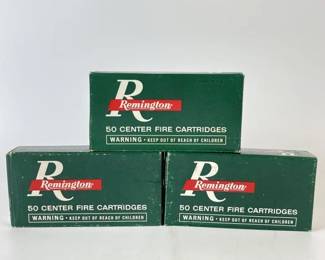 R
Remington
50 CENTER FIRE CARTRIDGES
WARNING • KEEP OUT OF REACH OF CHILDREN
R
Remington
50 CENTER FIRE CARTRIDGES
WARNING • KEEP OUT OF REACH OF CHILDREN
R
Remington
50 CENTER FIRE CARTRIDGES
WARNING • KEEP OUT OF REACH OF CHILDREN